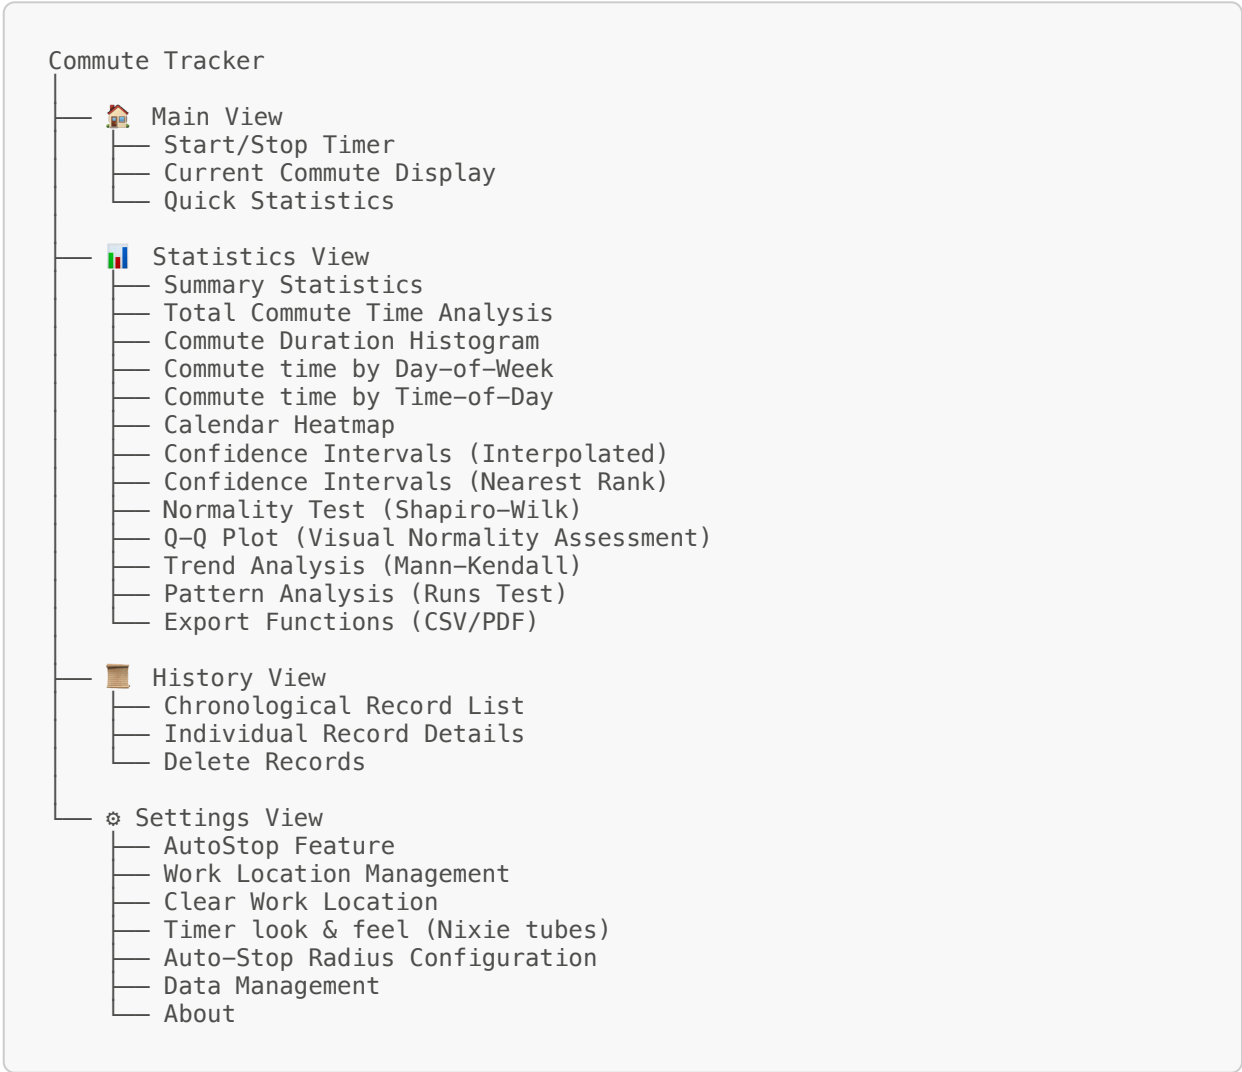 Commute Tracker
├── 🏠 Main View
│   ├── Start/Stop Timer
│   ├── Current Commute Display
│   └── Quick Statistics
├── 📊 Statistics View
│   ├── Summary Statistics
│   ├── Total Commute Time Analysis
│   ├── Commute Duration Histogram
│   ├── Commute time by Day-of-Week
│   ├── Commute time by Time-of-Day
│   ├── Calendar Heatmap
│   ├── Confidence Intervals (Interpolated)
│   ├── Confidence Intervals (Nearest Rank)
│   ├── Normality Test (Shapiro-Wilk)
│   ├── Q-Q Plot (Visual Normality Assessment)
│   ├── Trend Analysis (Mann-Kendall)
│   ├── Pattern Analysis (Runs Test)
│   └── Export Functions (CSV/PDF)
├── 📜 History View
│   ├── Chronological Record List
│   ├── Individual Record Details
│   └── Delete Records
└── ⚙ Settings View
    ├── AutoStop Feature
    ├── Work Location Management
    ├── Clear Work Location
    ├── Timer look & feel (Nixie tubes)
    ├── Auto-Stop Radius Configuration
    ├── Data Management
    └── About